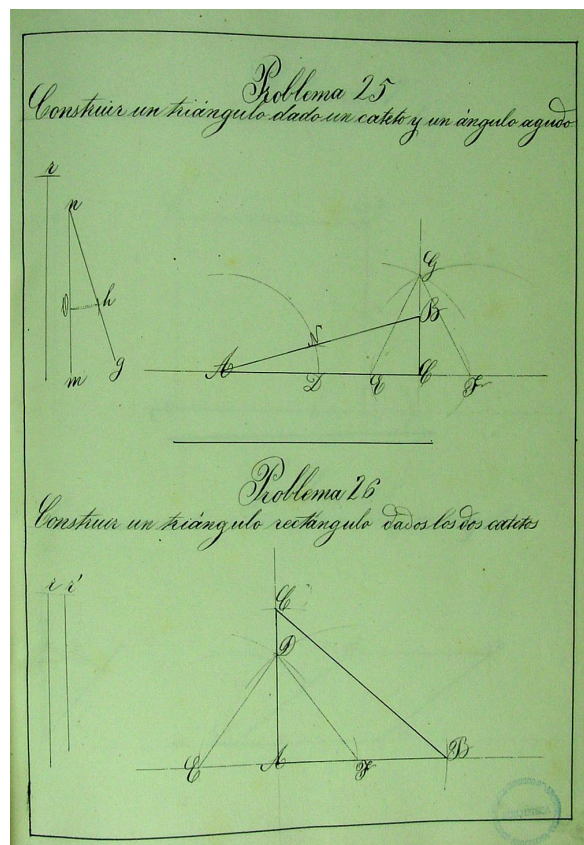 Problema 25
Construir un triángulo dado un cateto y un ángulo agudo
r
n
O h
m g
G
B
N
A D E C F
Problema 26
Construir un triángulo rectángulo dados los dos catetos
r r'
C
D
E A F B